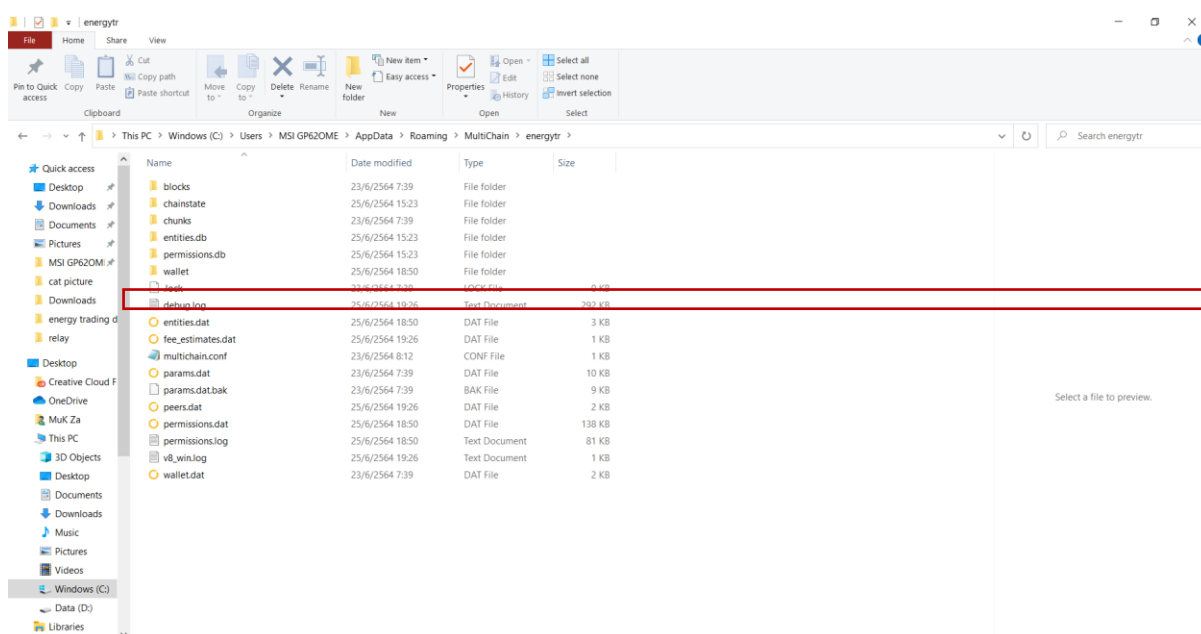 energytr
File Home Share View
Pin to Quick access Copy Paste Cut Copy path Paste shortcut Move to Copy to Delete Rename New folder New item Easy access Properties Open Edit History Select all Select none Invert selection
Clipboard Organize New Open Select
This PC > Windows (C:) > Users > MSI GP62OME > AppData > Roaming > MultiChain > energytr > Search energytr
Name Date modified Type Size
blocks 23/6/2564 7:39 File folder
chainstate 25/6/2564 15:23 File folder
chunks 23/6/2564 7:39 File folder
entities.db 25/6/2564 15:23 File folder
permissions.db 25/6/2564 15:23 File folder
wallet 25/6/2564 18:50 File folder
.lock 23/6/2564 7:39 LOCK File 0 KB
debug.log 25/6/2564 19:26 Text Document 292 KB
entities.dat 25/6/2564 18:50 DAT File 3 KB
fee_estimates.dat 25/6/2564 19:26 DAT File 1 KB
multichain.conf 23/6/2564 8:12 CONF File 1 KB
params.dat 23/6/2564 7:39 DAT File 10 KB
params.dat.bak 23/6/2564 7:39 BAK File 9 KB
peers.dat 25/6/2564 19:26 DAT File 2 KB
permissions.dat 25/6/2564 18:50 DAT File 138 KB
permissions.log 25/6/2564 18:50 Text Document 81 KB
v8_win.log 25/6/2564 19:26 Text Document 1 KB
wallet.dat 23/6/2564 7:39 DAT File 2 KB
Quick access
Desktop
Downloads
Documents
Pictures
MSI GP62OM
cat picture
Downloads
energy trading d
relay
Desktop
Creative Cloud F
OneDrive
MuK Za
This PC
3D Objects
Desktop
Documents
Downloads
Music
Pictures
Videos
Windows (C:)
Data (D:)
Libraries
Select a file to preview.